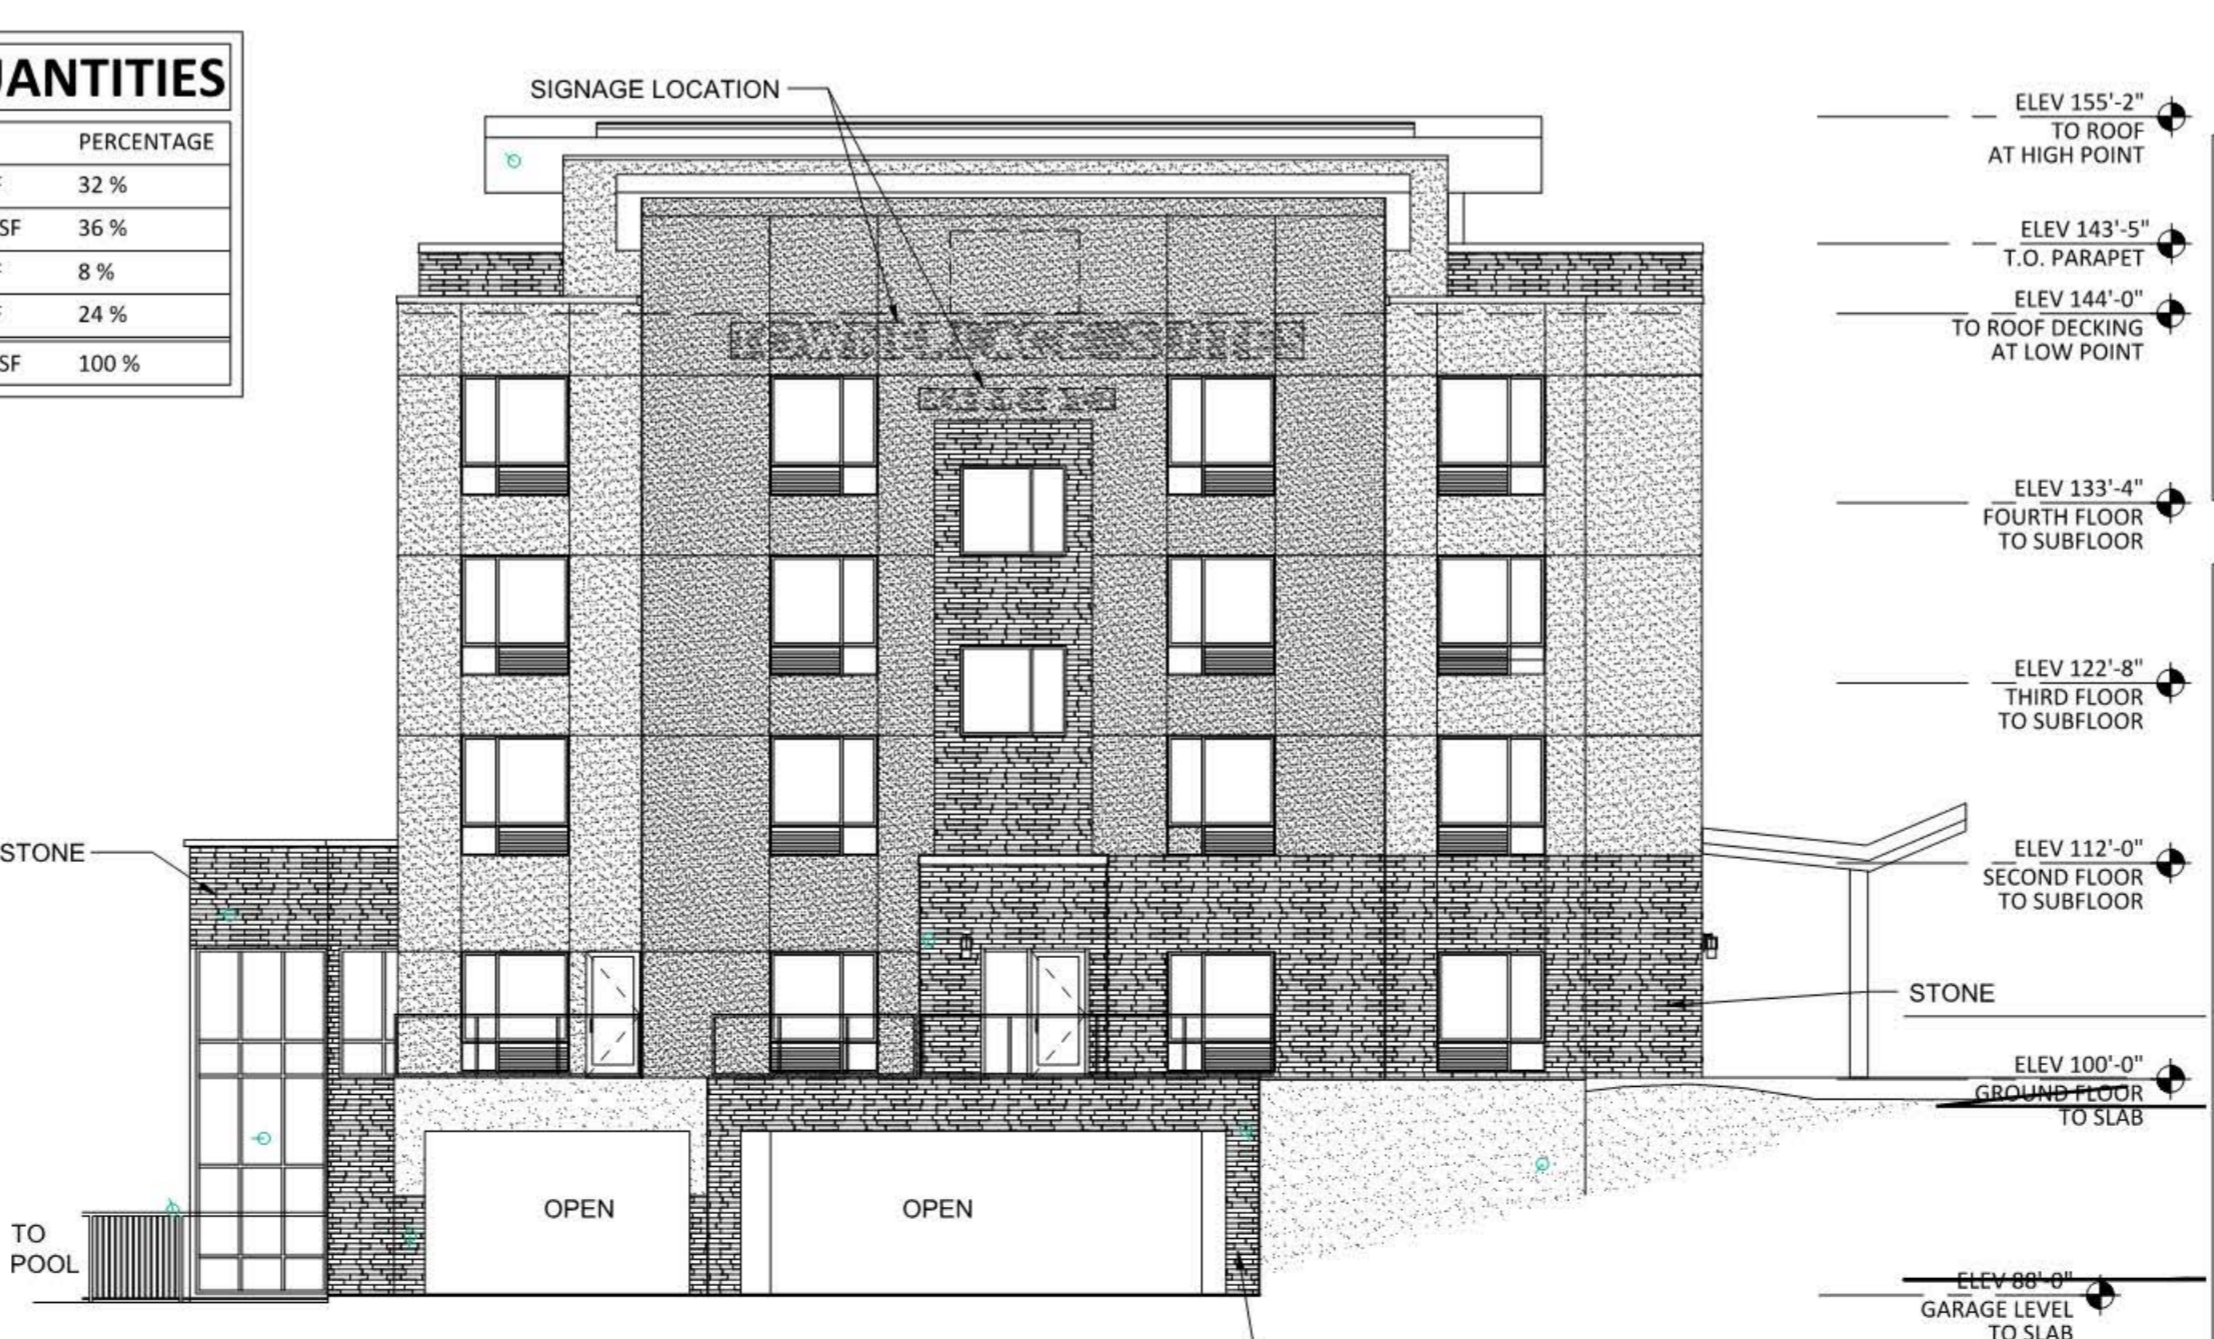 UANTITIES
PERCENTAGE
32 %
SF 36 %
8 %
24 %
SF 100 %
SIGNAGE LOCATION
ELEV 155'-2"
TO ROOF
AT HIGH POINT
ELEV 143'-5"
T.O. PARAPET
ELEV 144'-0"
TO ROOF DECKING
AT LOW POINT
ELEV 133'-4"
FOURTH FLOOR
TO SUBFLOOR
ELEV 122'-8"
THIRD FLOOR
TO SUBFLOOR
STONE
ELEV 112'-0"
SECOND FLOOR
TO SUBFLOOR
STONE
ELEV 100'-0"
GROUND FLOOR
TO SLAB
OPEN
OPEN
TO
POOL
ELEV 88'-0"
GARAGE LEVEL
TO SLAB